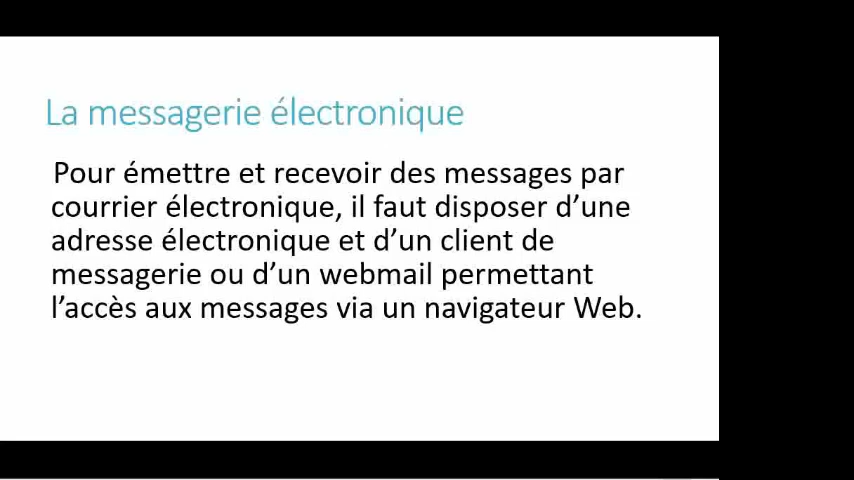 La messagerie électronique
Pour émettre et recevoir des messages par
courrier électronique, il faut disposer d’une
adresse électronique et d’un client de
messagerie ou d’un webmail permettant
l’accès aux messages via un navigateur Web.